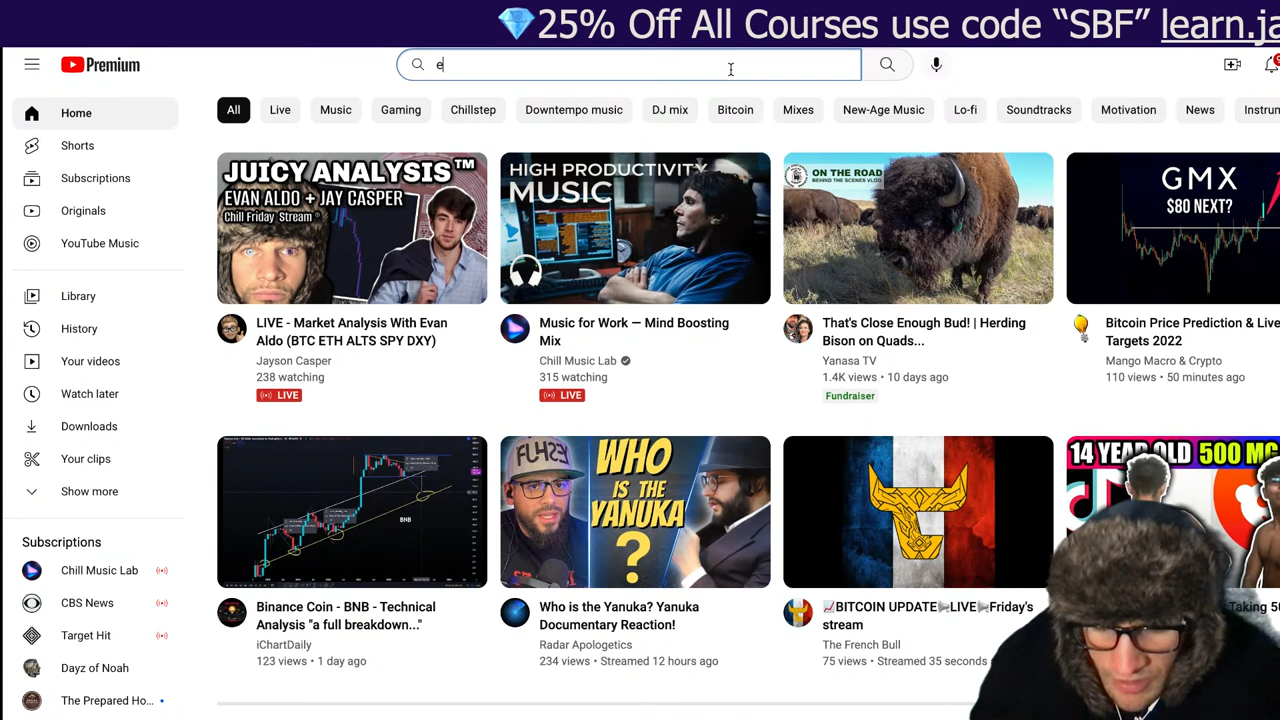 💎25% Off All Courses use code “SBF” learn.ja
Premium
e
Home
Shorts
Subscriptions
Originals
YouTube Music
Library
History
Your videos
Watch later
Downloads
Your clips
Show more
Subscriptions
Chill Music Lab
CBS News
Target Hit
Dayz of Noah
The Prepared Ho...
All Live Music Gaming Chillstep Downtempo music DJ mix Bitcoin Mixes New-Age Music Lo-fi Soundtracks Motivation News Instru
JUICY ANALYSIS™
EVAN ALDO + JAY CASPER
Chill Friday Stream
LIVE - Market Analysis With Evan
Aldo (BTC ETH ALTS SPY DXY)
Jayson Casper
238 watching
LIVE
HIGH PRODUCTIVITY
MUSIC
Music for Work — Mind Boosting
Mix
Chill Music Lab
315 watching
LIVE
ON THE ROAD
BEHIND THE SCENES VLOG
That's Close Enough Bud! | Herding
Bison on Quads...
Yanasa TV
1.4K views • 10 days ago
Fundraiser
GMX
$80 NEXT?
Bitcoin Price Prediction & Live
Targets 2022
Mango Macro & Crypto
110 views • 50 minutes ago
BNB
Binance Coin - BNB - Technical
Analysis "a full breakdown..."
iChartDaily
123 views • 1 day ago
WHO
IS THE
YANUKA
?
Who is the Yanuka? Yanuka
Documentary Reaction!
Radar Apologetics
234 views • Streamed 12 hours ago
📈BITCOIN UPDATE📢LIVE📢Friday's
stream
The French Bull
75 views • Streamed 35 seconds
14 YEAR OLD 500 MG
Taking 50